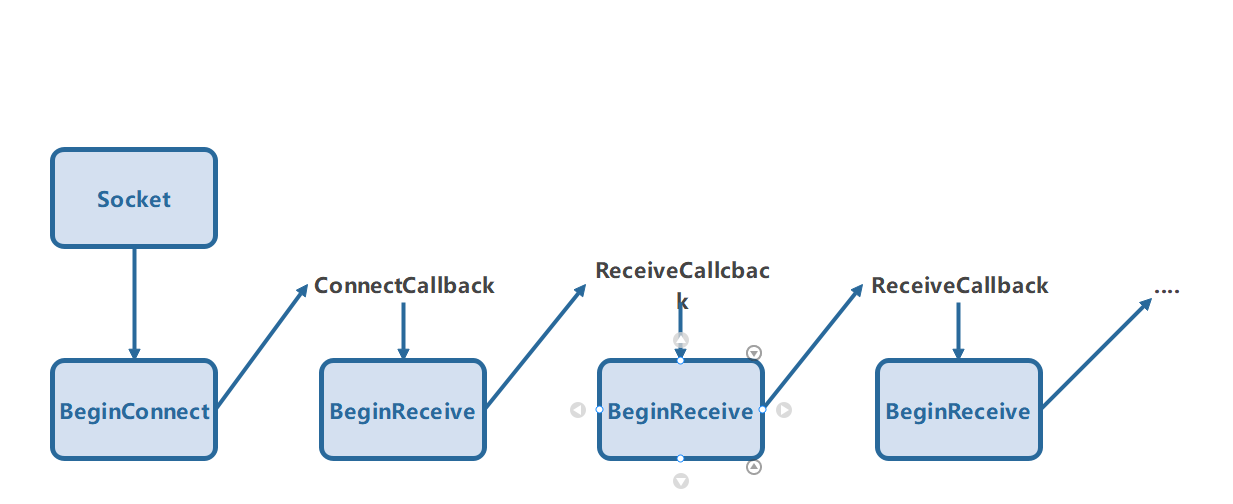 Socket
ReceiveCallcbac
k
ConnectCallback
ReceiveCallback
....
BeginConnect
BeginReceive
BeginReceive
BeginReceive